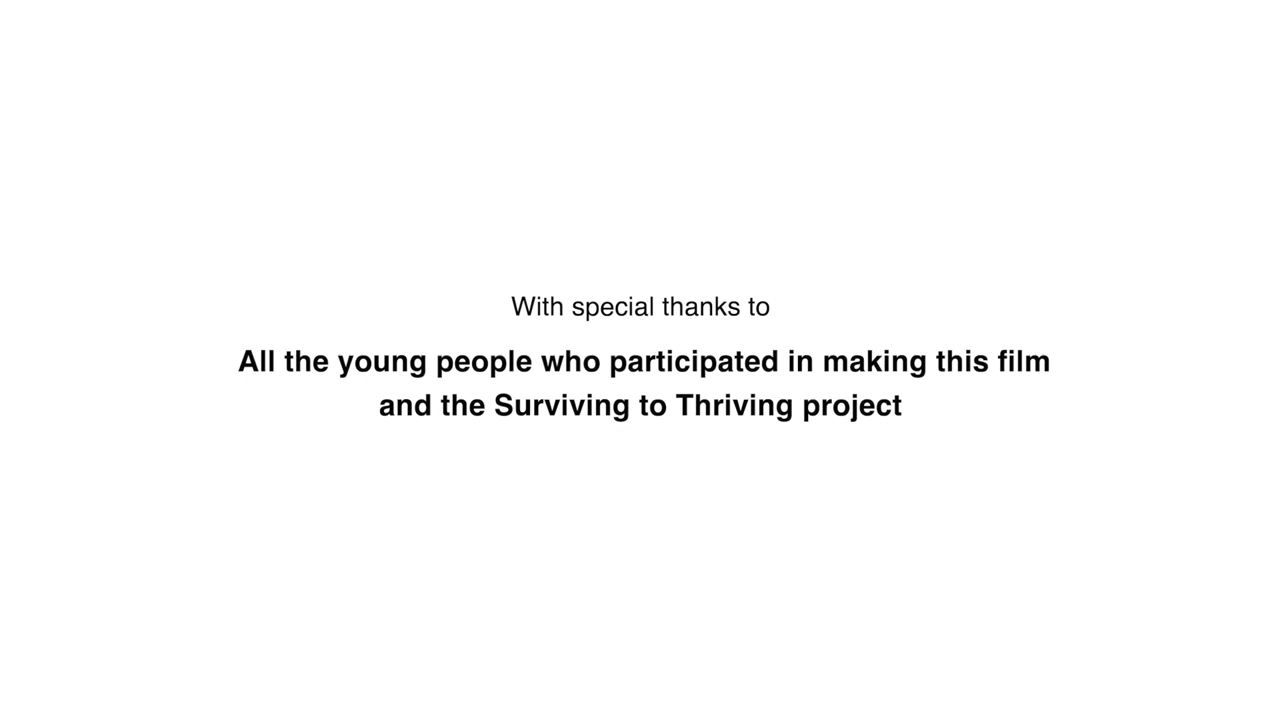 With special thanks to
All the young people who participated in making this film
and the Surviving to Thriving project